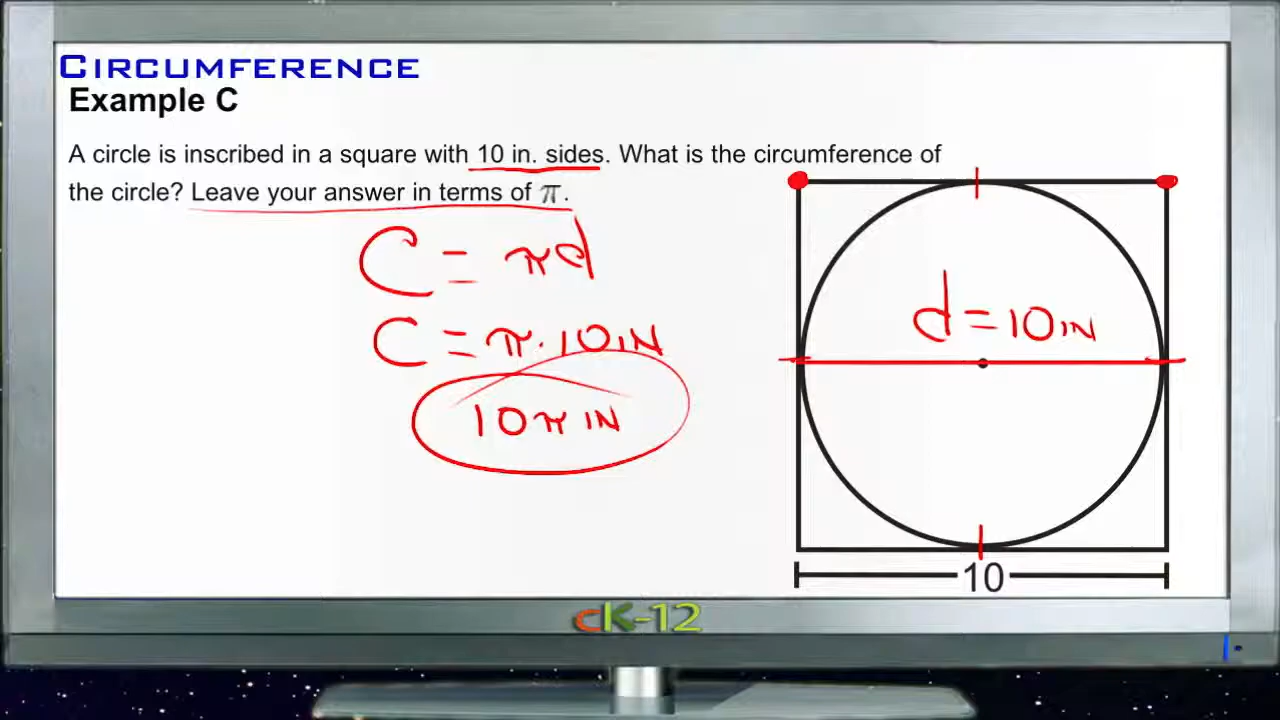 CIRCUMFERENCE
Example C
A circle is inscribed in a square with 10 in. sides. What is the circumference of
the circle? Leave your answer in terms of π.
C = πd
C = π·10IN
10π IN
d=10IN
10
cK-12